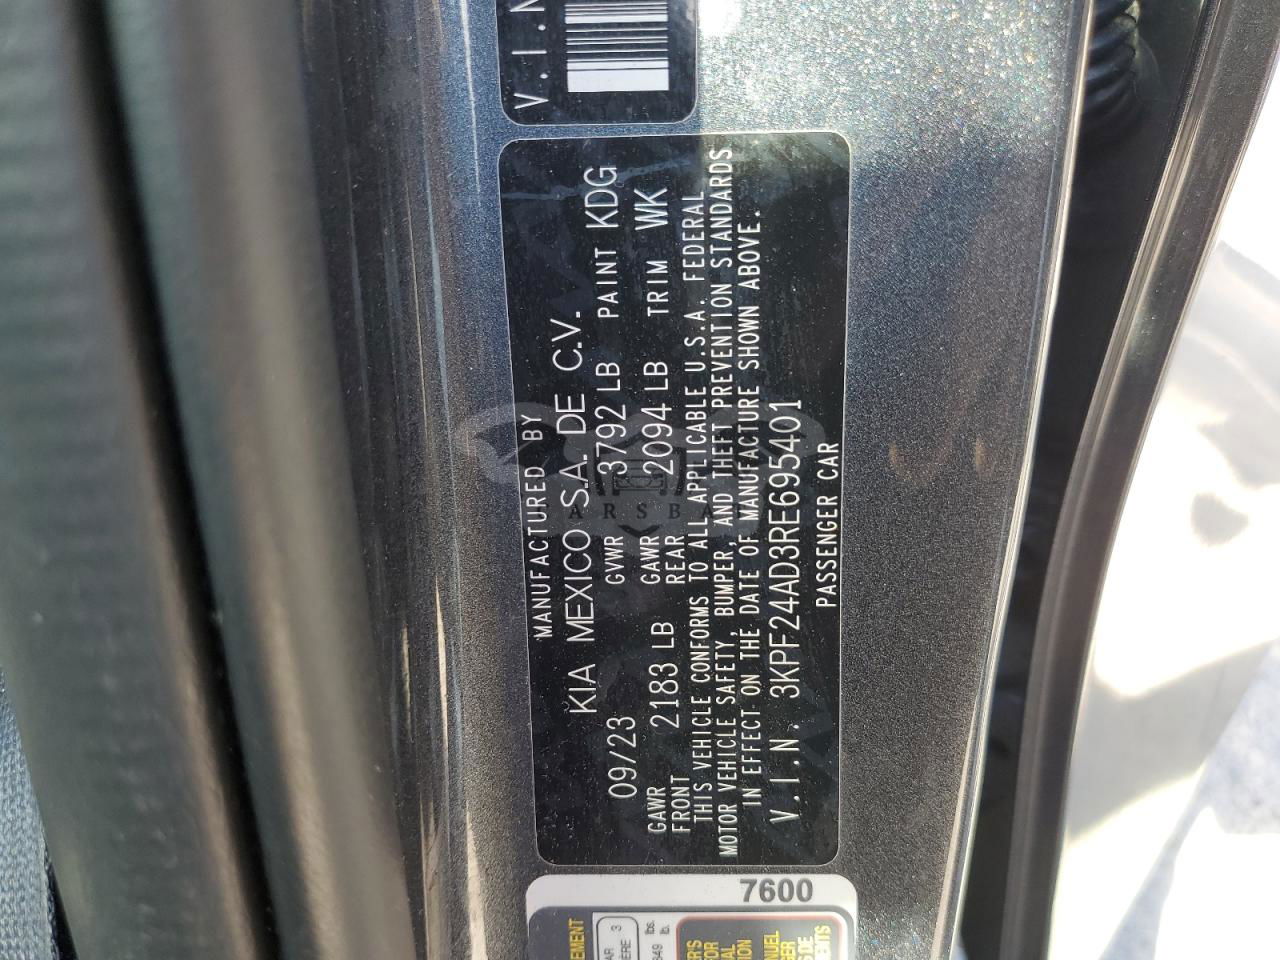 MANUFACTURED BY
KIA MEXICO S.A. DE C.V.
09/23 GVWR 3792 LB PAINT KDG
GAWR FRONT 2183 LB GAWR REAR 2094 LB TRIM WK
THIS VEHICLE CONFORMS TO ALL APPLICABLE U.S.A. FEDERAL
MOTOR VEHICLE SAFETY, BUMPER, AND THEFT PREVENTION STANDARDS
IN EFFECT ON THE DATE OF MANUFACTURE SHOWN ABOVE.
V.I.N. 3KPF24AD3RE695401
PASSENGER CAR
V.I.N
7600